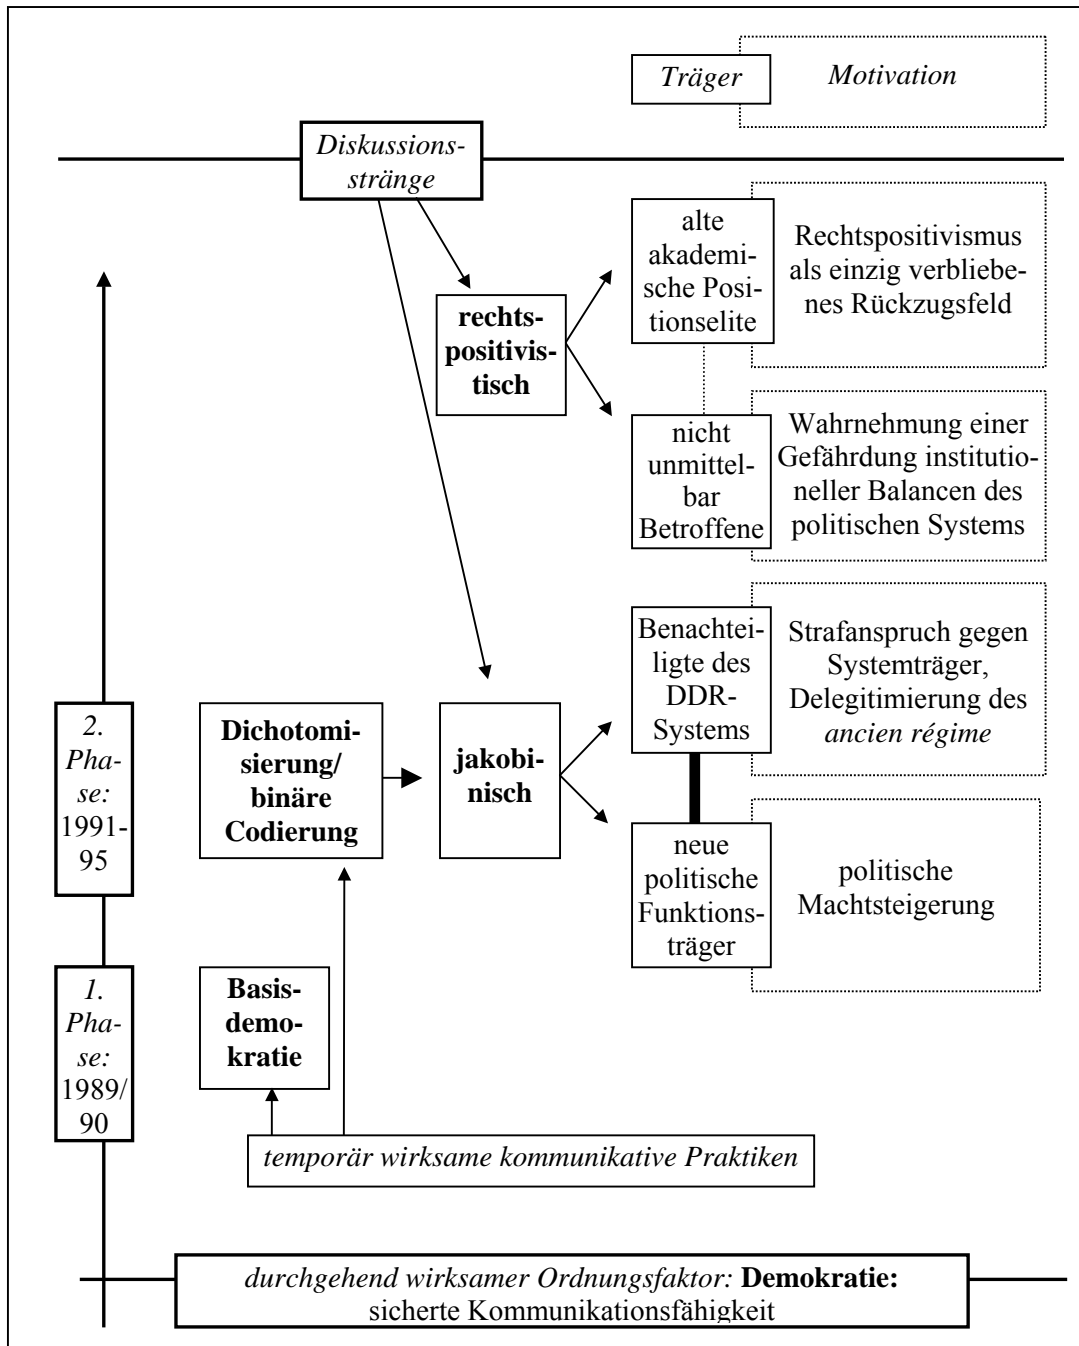 Träger
Motivation
Diskussions-
stränge
alte
akademi-
sche Posi-
tionselite
Rechtspositivismus
als einzig verbliebe-
nes Rückzugsfeld
rechts-
positivis-
tisch
nicht
unmittel-
bar
Betroffene
Wahrnehmung einer
Gefährdung institutio-
neller Balancen des
politischen Systems
Benachtei-
ligte des
DDR-
Systems
Strafanspruch gegen
Systemträger,
Delegitimierung des
ancien régime
2.
Pha-
se:
1991-
95
Dichotomi-
sierung/
binäre
Codierung
jakobi-
nisch
neue
politische
Funktions-
träger
politische
Machtsteigerung
1.
Pha-
se:
1989/
90
Basis-
demo-
kratie
temporär wirksame kommunikative Praktiken
durchgehend wirksamer Ordnungsfaktor: Demokratie:
sicherte Kommunikationsfähigkeit